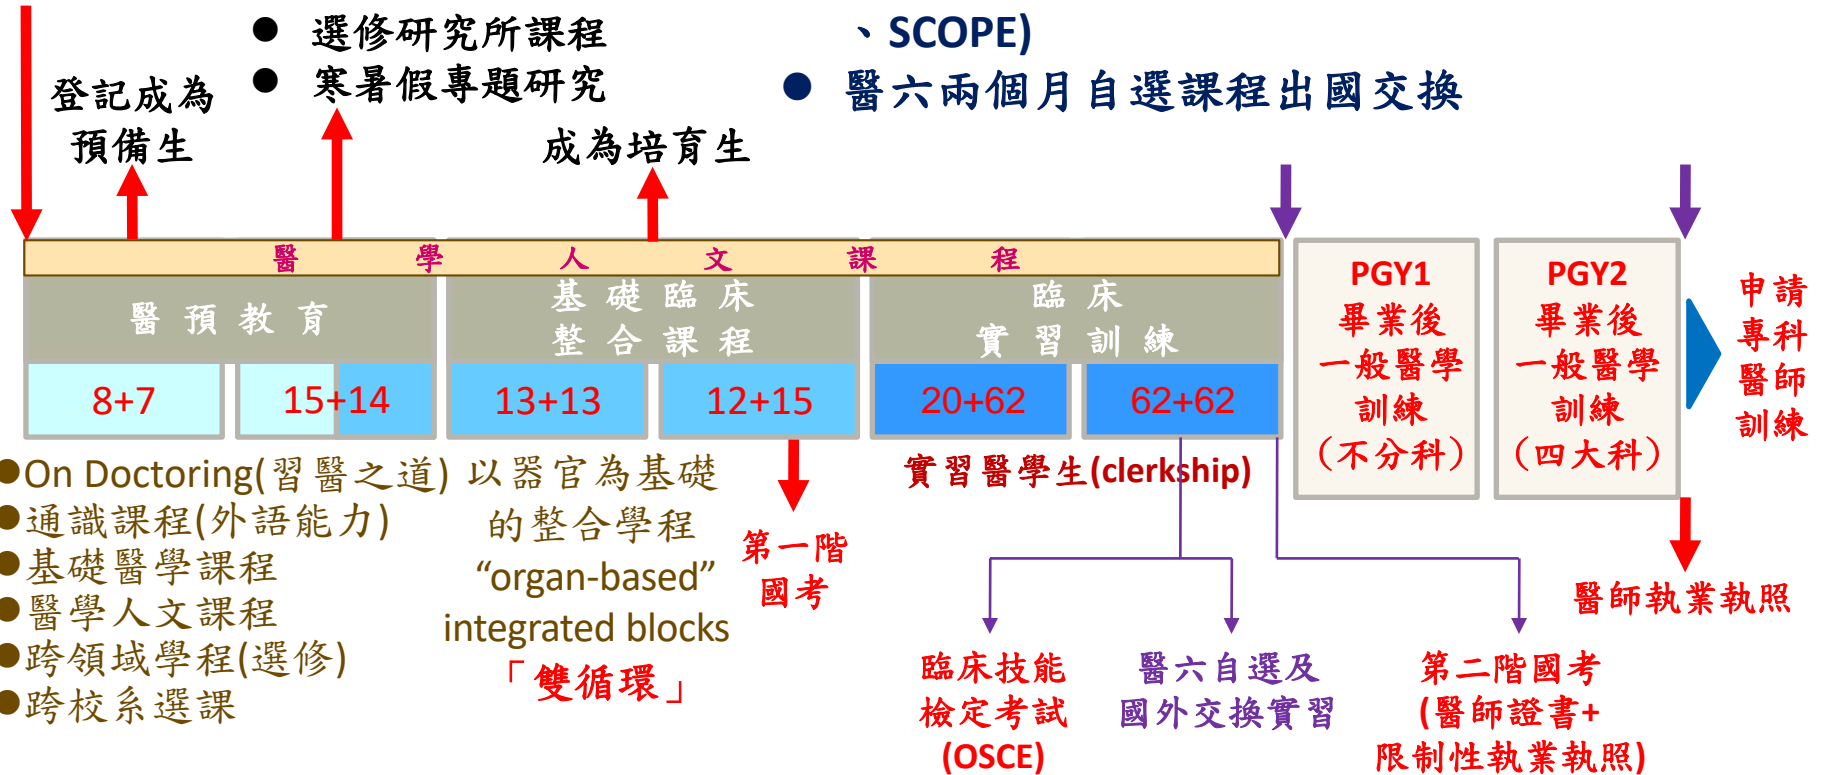 ● 選修研究所課程
● 寒暑假專題研究
、SCOPE)
● 醫六兩個月自選課程出國交換
登記成為
預備生
成為培育生
醫學人文課程
醫預教育
基礎臨床
整合課程
臨床
實習訓練
8+7
15+14
13+13
12+15
20+62
62+62
PGY1
畢業後
一般醫學
訓練
(不分科)
PGY2
畢業後
一般醫學
訓練
(四大科)
申請
專科
醫師
訓練
●On Doctoring(習醫之道)
●通識課程(外語能力)
●基礎醫學課程
●醫學人文課程
●跨領域學程(選修)
●跨校系選課
以器官為基礎
的整合學程
“organ-based”
integrated blocks
「雙循環」
第一階
國考
實習醫學生(clerkship)
臨床技能
檢定考試
(OSCE)
醫六自選及
國外交換實習
第二階國考
(醫師證書+
限制性執業執照)
醫師執業執照